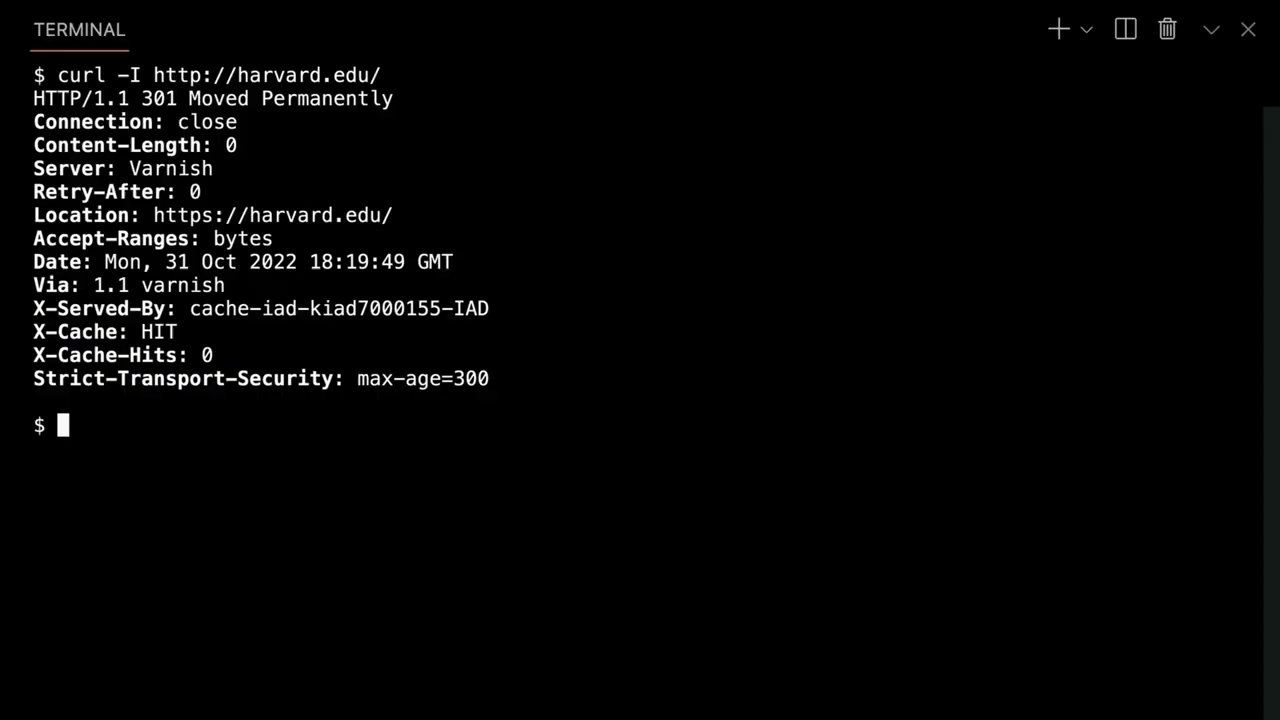 TERMINAL
$ curl -I http://harvard.edu/
HTTP/1.1 301 Moved Permanently
Connection: close
Content-Length: 0
Server: Varnish
Retry-After: 0
Location: https://harvard.edu/
Accept-Ranges: bytes
Date: Mon, 31 Oct 2022 18:19:49 GMT
Via: 1.1 varnish
X-Served-By: cache-iad-kiad7000155-IAD
X-Cache: HIT
X-Cache-Hits: 0
Strict-Transport-Security: max-age=300
$